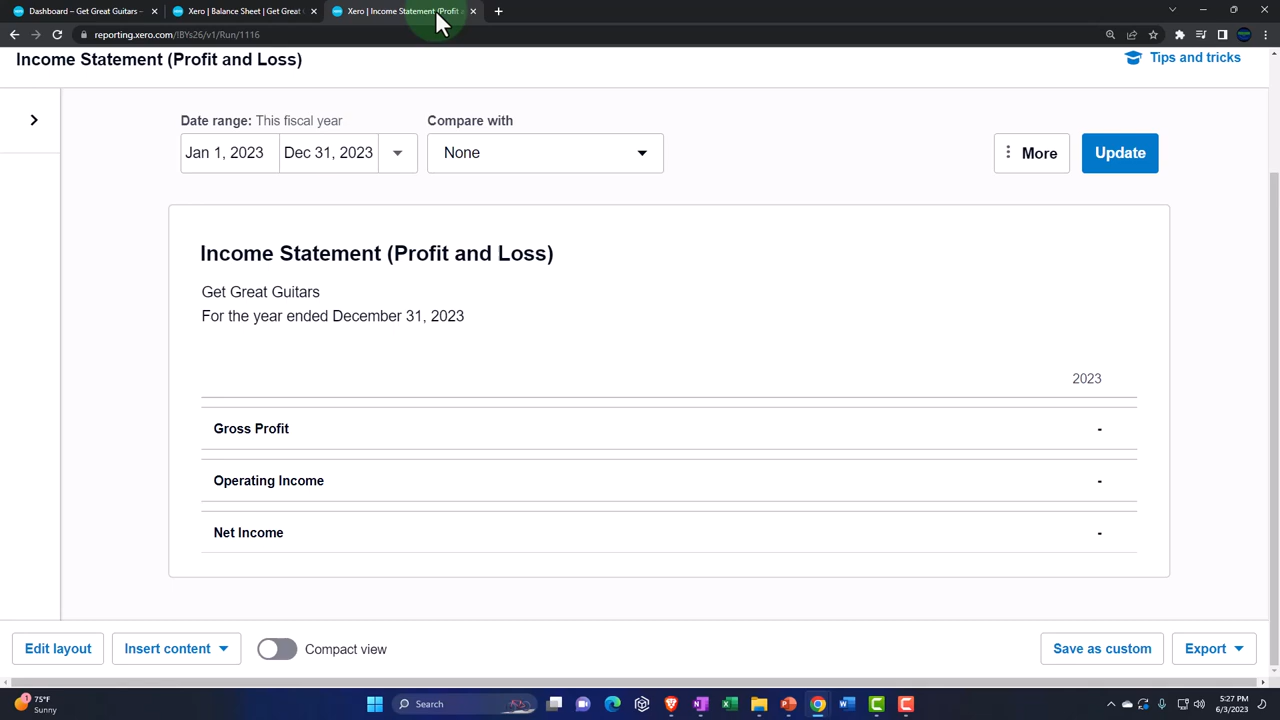 Dashboard – Get Great Guitars –
Xero | Balance Sheet | Get Great
Xero | Income Statement (Profit a
reporting.xero.com/!BYs26/v1/Run/1116
Income Statement (Profit and Loss)
Tips and tricks
Date range: This fiscal year
Compare with
Jan 1, 2023
Dec 31, 2023
None
More
Update
Income Statement (Profit and Loss)
Get Great Guitars
For the year ended December 31, 2023
2023
Gross Profit -
Operating Income -
Net Income -
Edit layout
Insert content
Compact view
Save as custom
Export
75°F
Sunny
Search
5:27 PM
6/3/2023